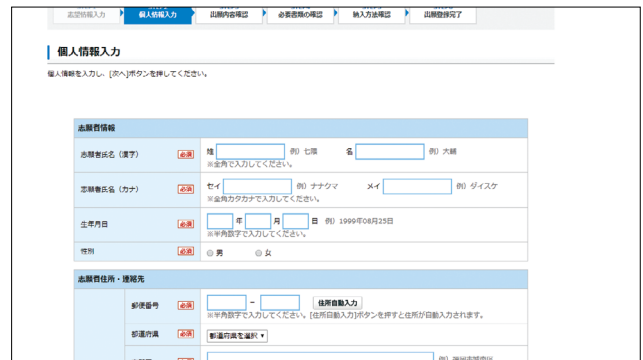 志望情報入力 個人情報入力 出願内容確認 必要書類の確認 納入方法確認 出願登録完了
個人情報入力
個人情報を入力し、[次へ]ボタンを押してください。
志願者情報
志願者氏名（漢字） 必須 姓 例）七隈 名 例）大輔
※全角で入力してください。
志願者氏名（カナ） 必須 セイ 例）ナナクマ メイ 例）ダイスケ
※全角カタカナで入力してください。
生年月日 必須 年 月 日 例）1999年08月25日
※半角数字で入力してください。
性別 必須 男 女
志願者住所・連絡先
郵便番号 必須 － 住所自動入力
※半角数字で入力してください。[住所自動入力]ボタンを押すと住所が自動入力されます。
都道府県 必須 都道府県を選択